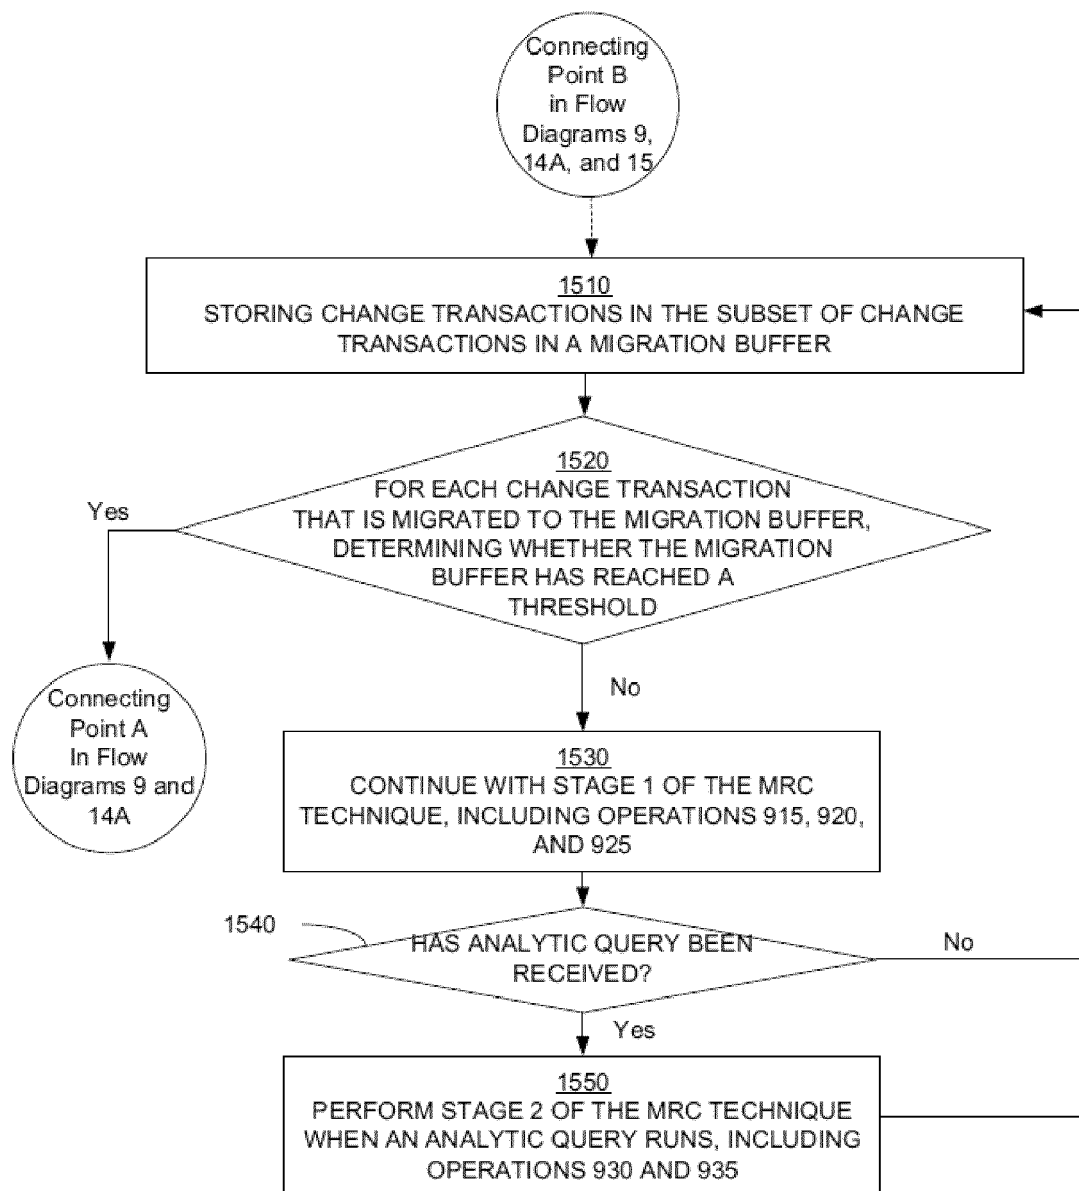 Connecting
Point B
in Flow
Diagrams 9,
14A, and 15
1510
STORING CHANGE TRANSACTIONS IN THE SUBSET OF CHANGE
TRANSACTIONS IN A MIGRATION BUFFER
1520
FOR EACH CHANGE TRANSACTION
THAT IS MIGRATED TO THE MIGRATION BUFFER,
DETERMINING WHETHER THE MIGRATION
BUFFER HAS REACHED A
THRESHOLD
Yes
Connecting
Point A
In Flow
Diagrams 9 and
14A
No
1530
CONTINUE WITH STAGE 1 OF THE MRC
TECHNIQUE, INCLUDING OPERATIONS 915, 920,
AND 925
1540
HAS ANALYTIC QUERY BEEN
RECEIVED?
No
Yes
1550
PERFORM STAGE 2 OF THE MRC TECHNIQUE
WHEN AN ANALYTIC QUERY RUNS, INCLUDING
OPERATIONS 930 AND 935